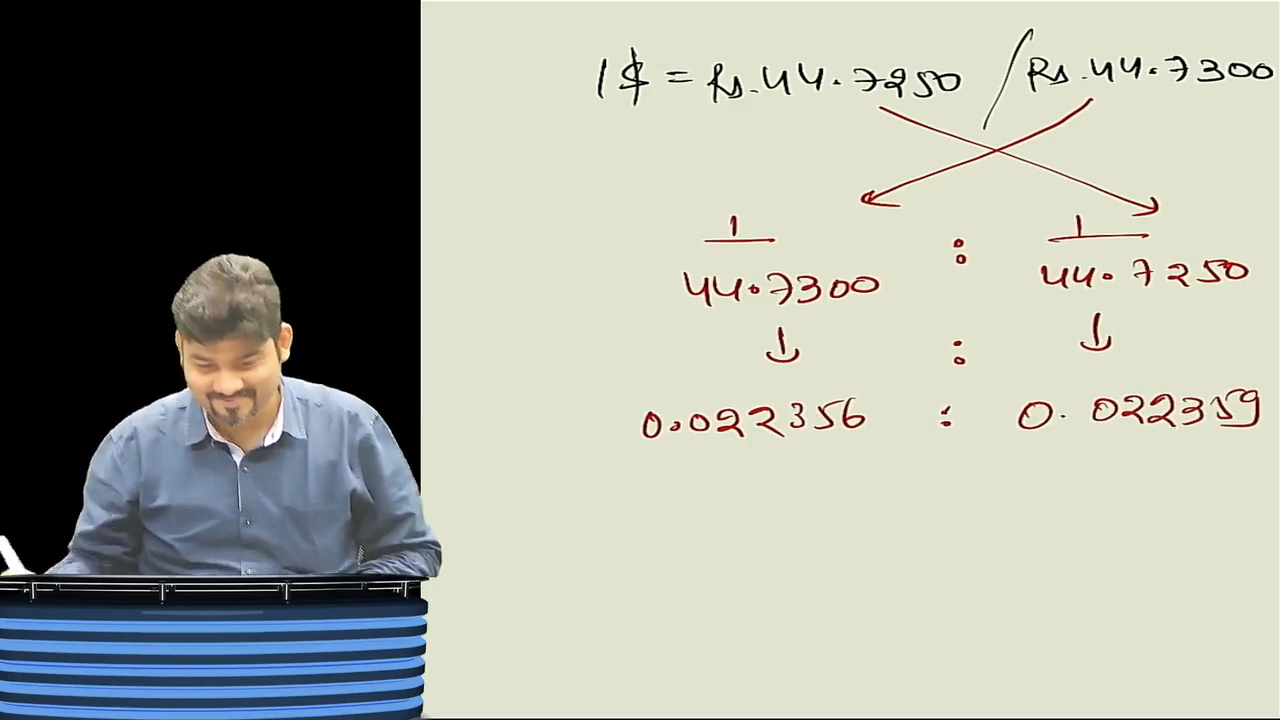 1$ = Rs.44.7250 / Rs.44.7300
1 : 1
44.7300 44.7250
↓ : ↓
0.022356 : 0.022359